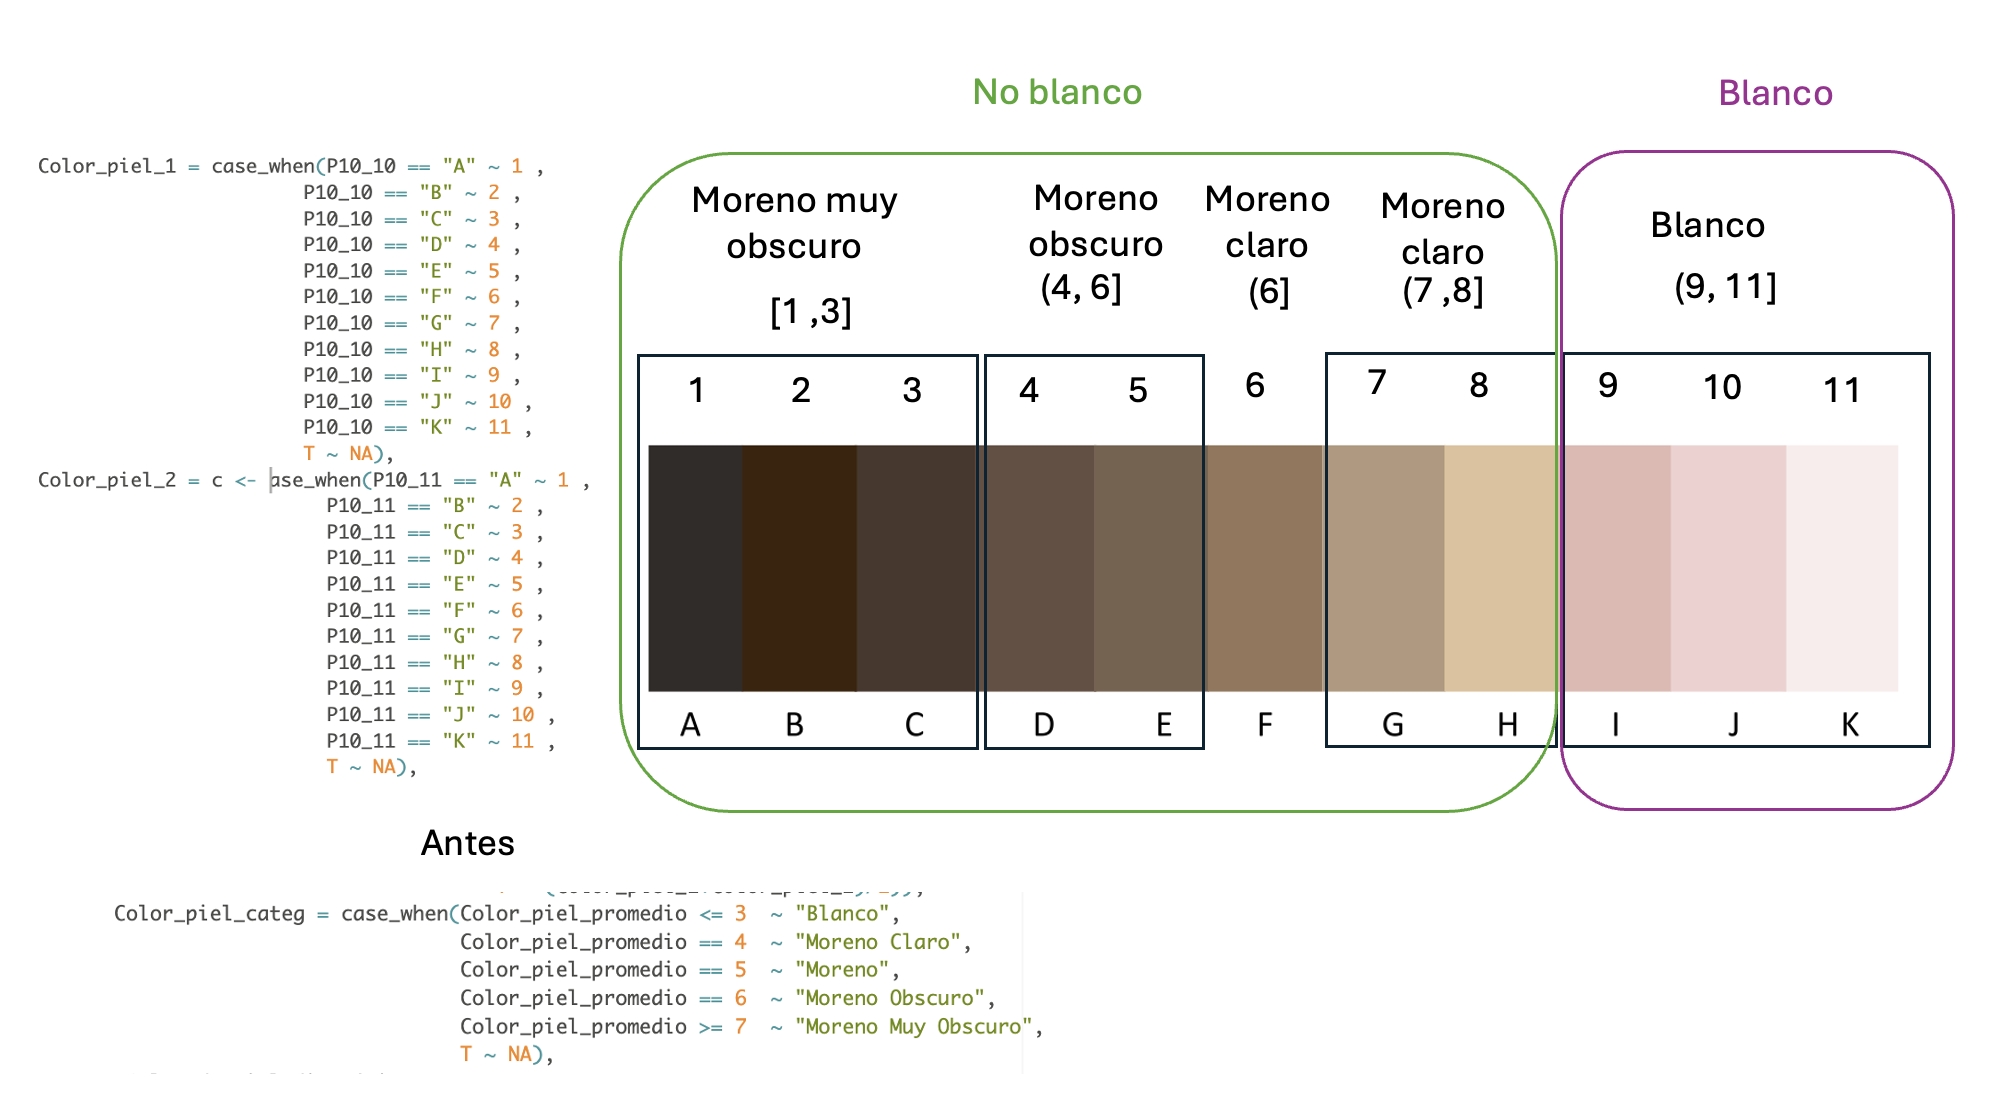 No blanco
Blanco
Color_piel_1 = case_when(P10_10 == "A" ~ 1 ,
P10_10 == "B" ~ 2 ,
P10_10 == "C" ~ 3 ,
P10_10 == "D" ~ 4 ,
P10_10 == "E" ~ 5 ,
P10_10 == "F" ~ 6 ,
P10_10 == "G" ~ 7 ,
P10_10 == "H" ~ 8 ,
P10_10 == "I" ~ 9 ,
P10_10 == "J" ~ 10 ,
P10_10 == "K" ~ 11 ,
T ~ NA),
Color_piel_2 = c <- ase_when(P10_11 == "A" ~ 1 ,
P10_11 == "B" ~ 2 ,
P10_11 == "C" ~ 3 ,
P10_11 == "D" ~ 4 ,
P10_11 == "E" ~ 5 ,
P10_11 == "F" ~ 6 ,
P10_11 == "G" ~ 7 ,
P10_11 == "H" ~ 8 ,
P10_11 == "I" ~ 9 ,
P10_11 == "J" ~ 10 ,
P10_11 == "K" ~ 11 ,
T ~ NA),
Moreno muy
obscuro
[1 ,3]
Moreno
obscuro
(4, 6]
Moreno
claro
(6]
Moreno
claro
(7 ,8]
Blanco
(9, 11]
1 2 3 4 5 6 7 8 9 10 11
A B C D E F G H I J K
Antes
Color_piel_categ = case_when(Color_piel_promedio <= 3 ~ "Blanco",
Color_piel_promedio == 4 ~ "Moreno Claro",
Color_piel_promedio == 5 ~ "Moreno",
Color_piel_promedio == 6 ~ "Moreno Obscuro",
Color_piel_promedio >= 7 ~ "Moreno Muy Obscuro",
T ~ NA),